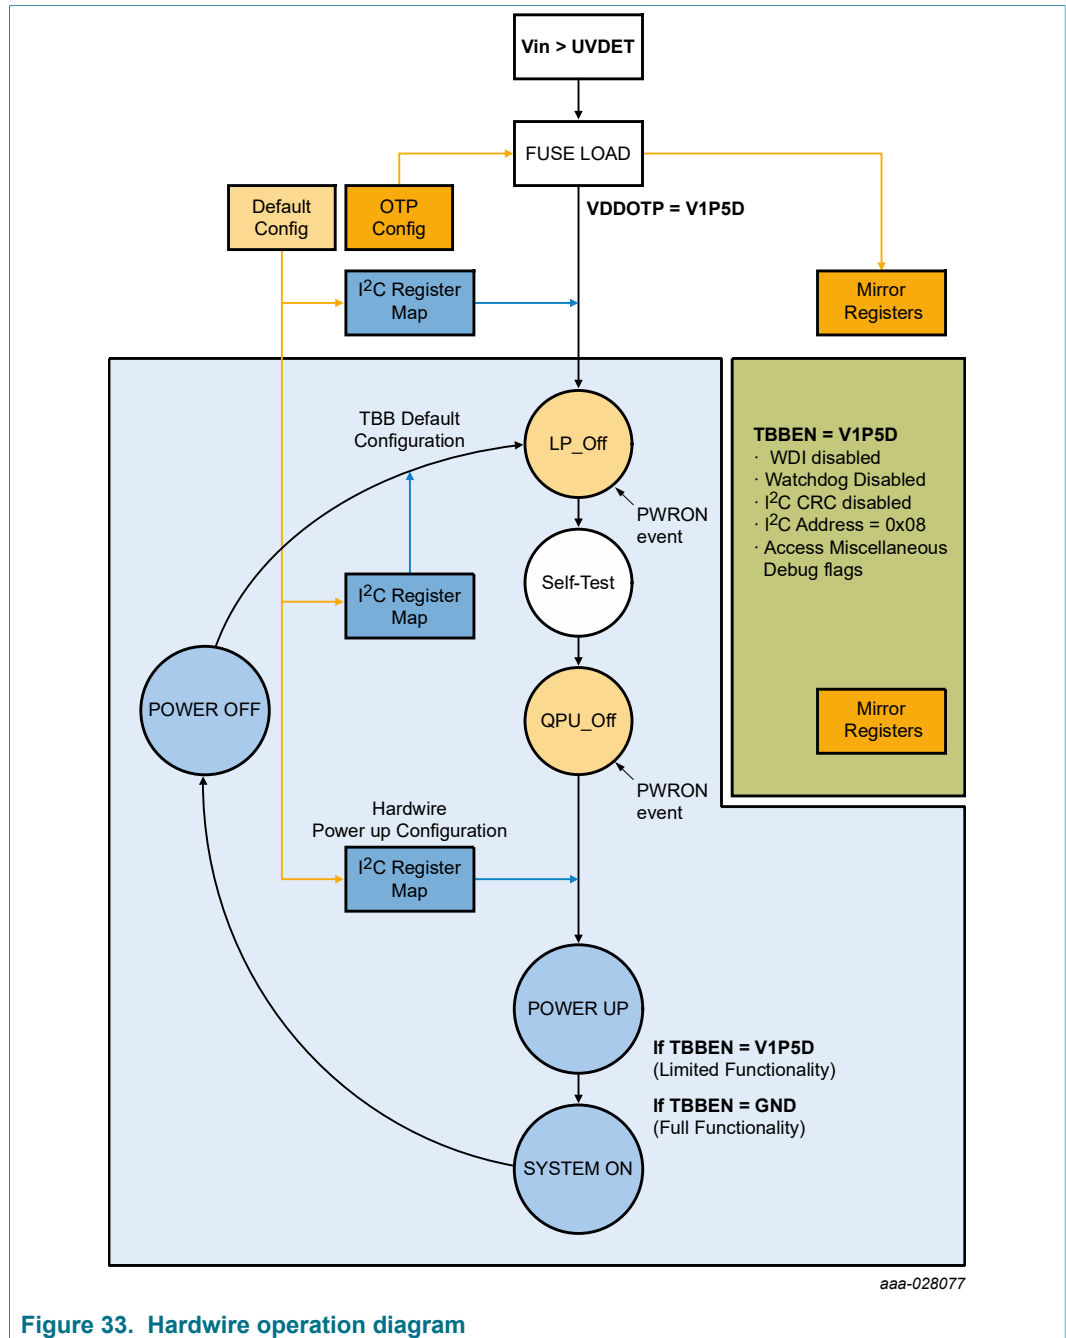 Vin > UVDET
FUSE LOAD
VDDOTP = V1P5D
Default
Config
OTP
Config
I2C Register
Map
Mirror
Registers
TBB Default
Configuration
LP_Off
PWRON
event
TBBEN = V1P5D
· WDI disabled
· Watchdog Disabled
· I2C CRC disabled
· I2C Address = 0x08
· Access Miscellaneous
Debug flags
Self-Test
I2C Register
Map
POWER OFF
QPU_Off
Mirror
Registers
PWRON
event
Hardwire
Power up Configuration
I2C Register
Map
POWER UP
If TBBEN = V1P5D
(Limited Functionality)
If TBBEN = GND
(Full Functionality)
SYSTEM ON
aaa-028077
Figure 33. Hardwire operation diagram